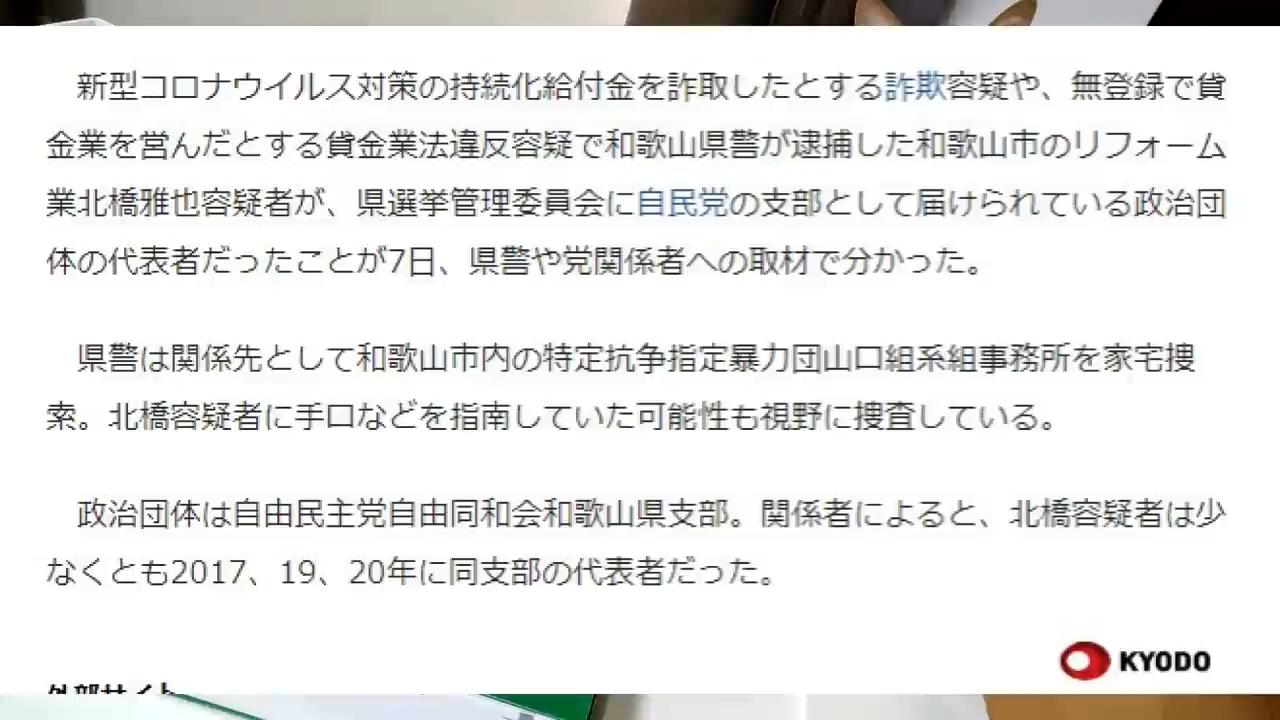 新型コロナウイルス対策の持続化給付金を詐取したとする詐欺容疑や、無登録で貸
金業を営んだとする貸金業法違反容疑で和歌山県警が逮捕した和歌山市のリフォーム
業北橋雅也容疑者が、県選挙管理委員会に自民党の支部として届けられている政治団
体の代表者だったことが7日、県警や党関係者への取材で分かった。
県警は関係先として和歌山市内の特定抗争指定暴力団山口組系組事務所を家宅捜
索。北橋容疑者に手口などを指南していた可能性も視野に捜査している。
政治団体は自由民主党自由同和会和歌山県支部。関係者によると、北橋容疑者は少
なくとも2017、19、20年に同支部の代表者だった。
KYODO
外部サイト